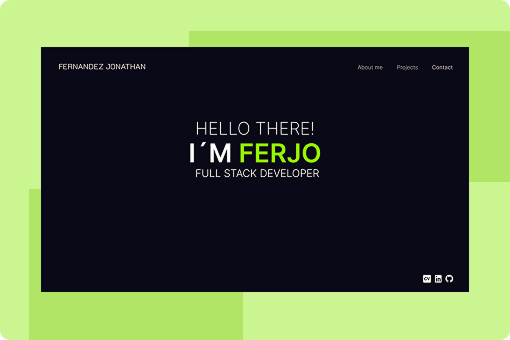 FERNANDEZ JONATHAN
About me
Projects
Contact
HELLO THERE!
I´M FERJO
FULL STACK DEVELOPER
CV
in